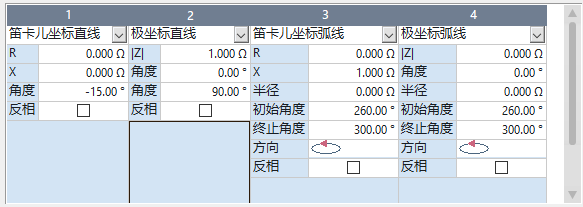 1 2 3 4
笛卡儿坐标直线 极坐标直线 笛卡儿坐标弧线 极坐标弧线
R 0.000 Ω |Z| 1.000 Ω R 0.000 Ω |Z| 0.000 Ω
X 0.000 Ω 角度 0.00 ° X 1.000 Ω 角度 0.00 °
角度 -15.00 ° 角度 90.00 ° 半径 0.000 Ω 半径 0.000 Ω
反相 反相 初始角度 260.00 ° 初始角度 260.00 °
终止角度 300.00 ° 终止角度 300.00 °
方向 方向
反相 反相